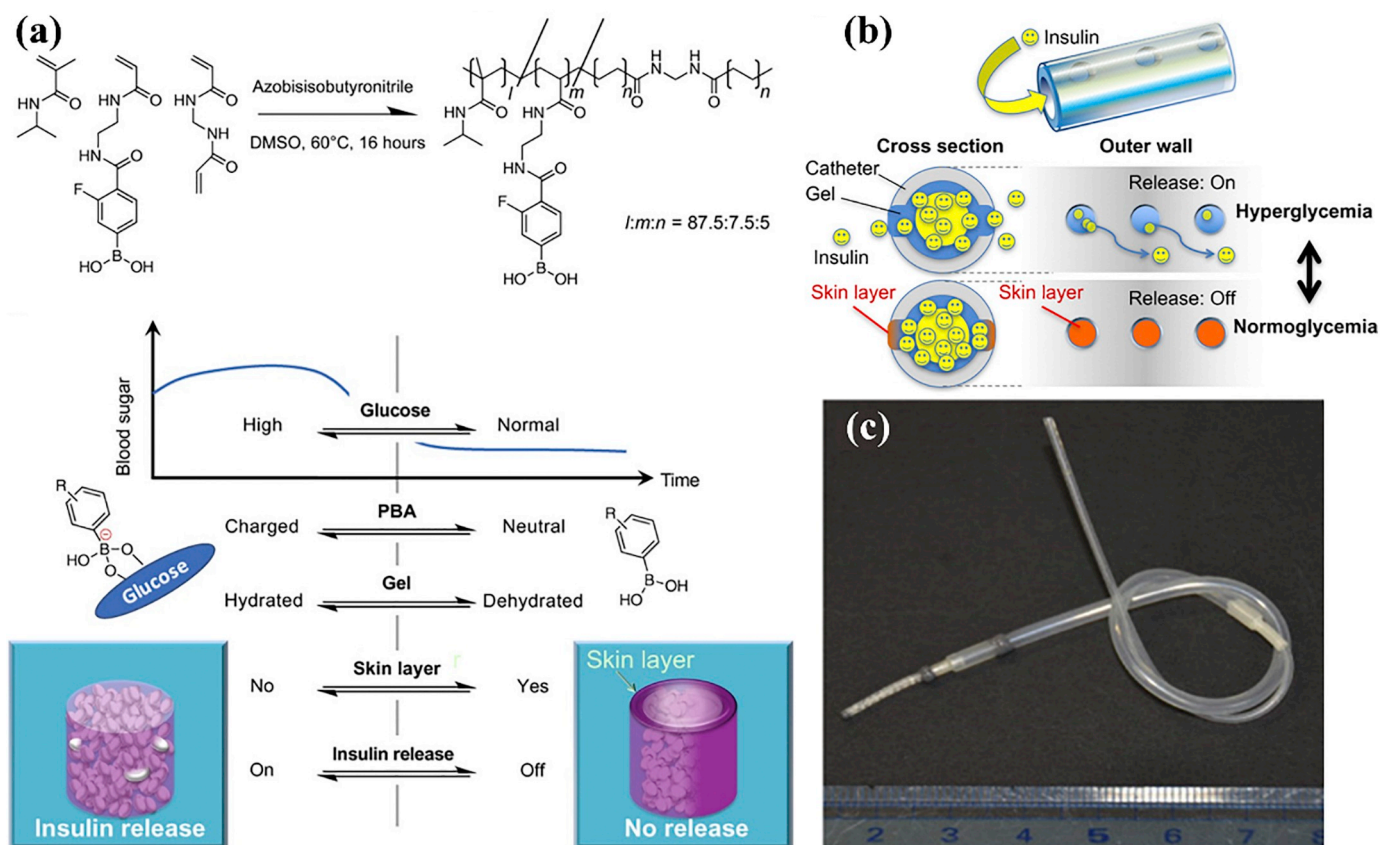 (a)
Azobisisobutyronitrile
DMSO, 60°C, 16 hours
O
HN
O
NH
HN
O
F
B
HO OH
O
NH
HN
O
l
m
n
O
H
N
H
N
O
n
HN
O
O
NH
HN
O
F
B
HO OH
l:m:n = 87.5:7.5:5
Blood sugar
Glucose
High
Normal
Time
R
B
HO
O
O
Glucose
PBA
Charged
Neutral
R
B
OH
HO
Gel
Hydrated
Dehydrated
Skin layer
No
Yes
Insulin release
On
Off
Insulin release
Skin layer
No release
(b)
Insulin
Cross section
Outer wall
Catheter
Gel
Insulin
Release: On
Hyperglycemia
Skin layer
Skin layer
Release: Off
Normoglycemia
(c)
2 3 4 5 6 7 8